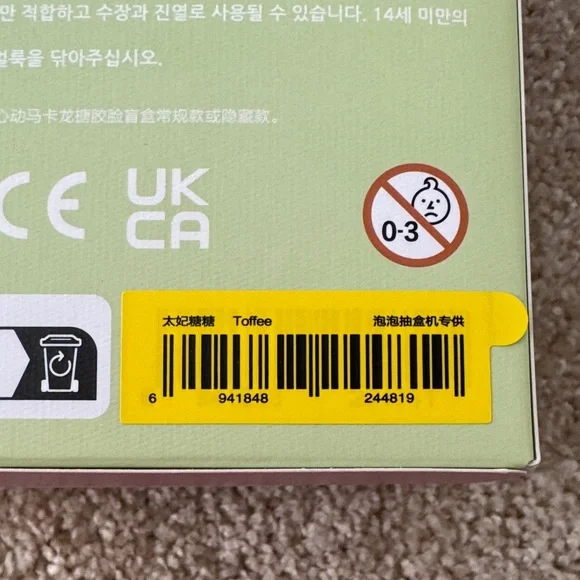 만 적합하고 수장과 진열로 사용될 수 있습니다. 14세 미만의
얼룩을 닦아주십시오.
心动马卡龙搪胶脸盲盒常规款或隐藏款。
CE UK
CA
0-3
太妃糖糖 Toffee 泡泡抽盒机专供
6 941848 244819